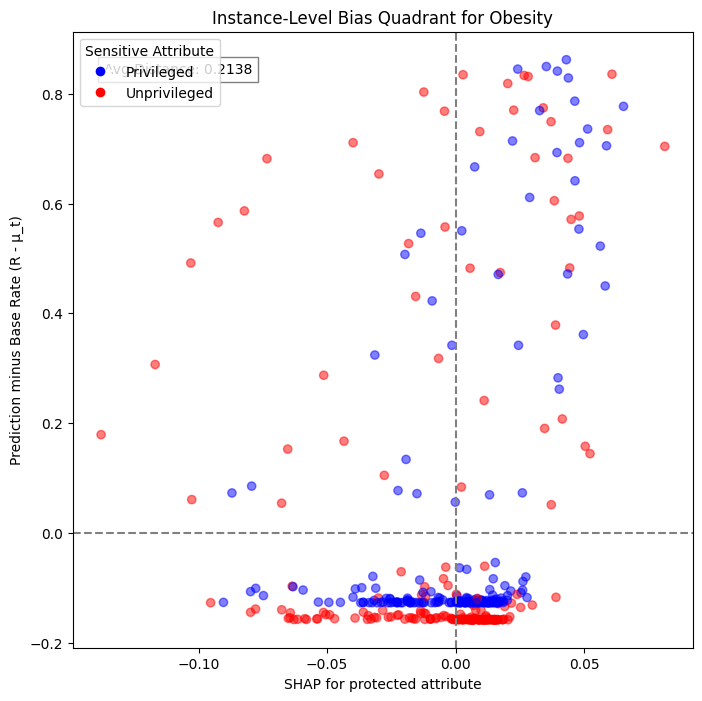 Instance-Level Bias Quadrant for Obesity
Sensitive Attribute
Avg Distance: 0.2138
Privileged
Unprivileged
0.8
0.6
0.4
0.2
0.0
−0.2
Prediction minus Base Rate (R - μ_t)
−0.10
−0.05
0.00
0.05
SHAP for protected attribute